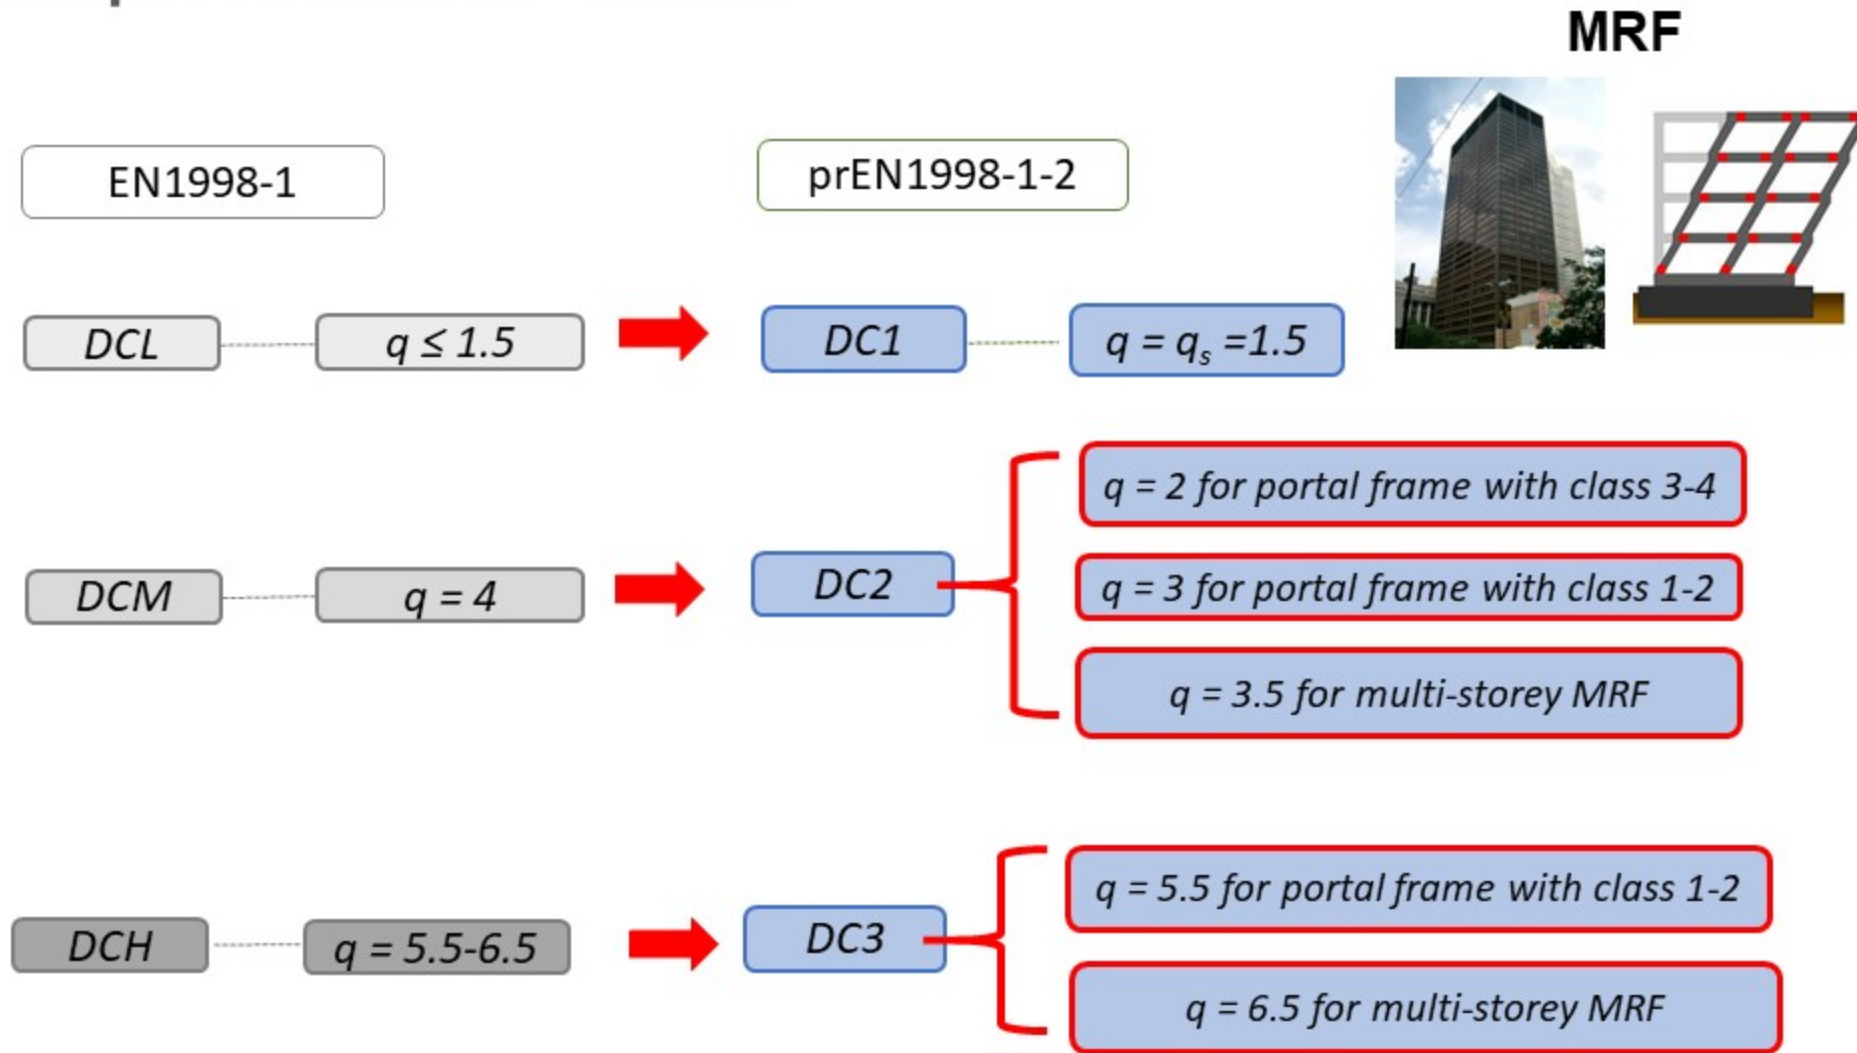 MRF
EN1998-1
prEN1998-1-2
DCL
q ≤ 1.5
DC1
q = qs =1.5
DCM
q = 4
DC2
q = 2 for portal frame with class 3-4
q = 3 for portal frame with class 1-2
q = 3.5 for multi-storey MRF
DCH
q = 5.5-6.5
DC3
q = 5.5 for portal frame with class 1-2
q = 6.5 for multi-storey MRF